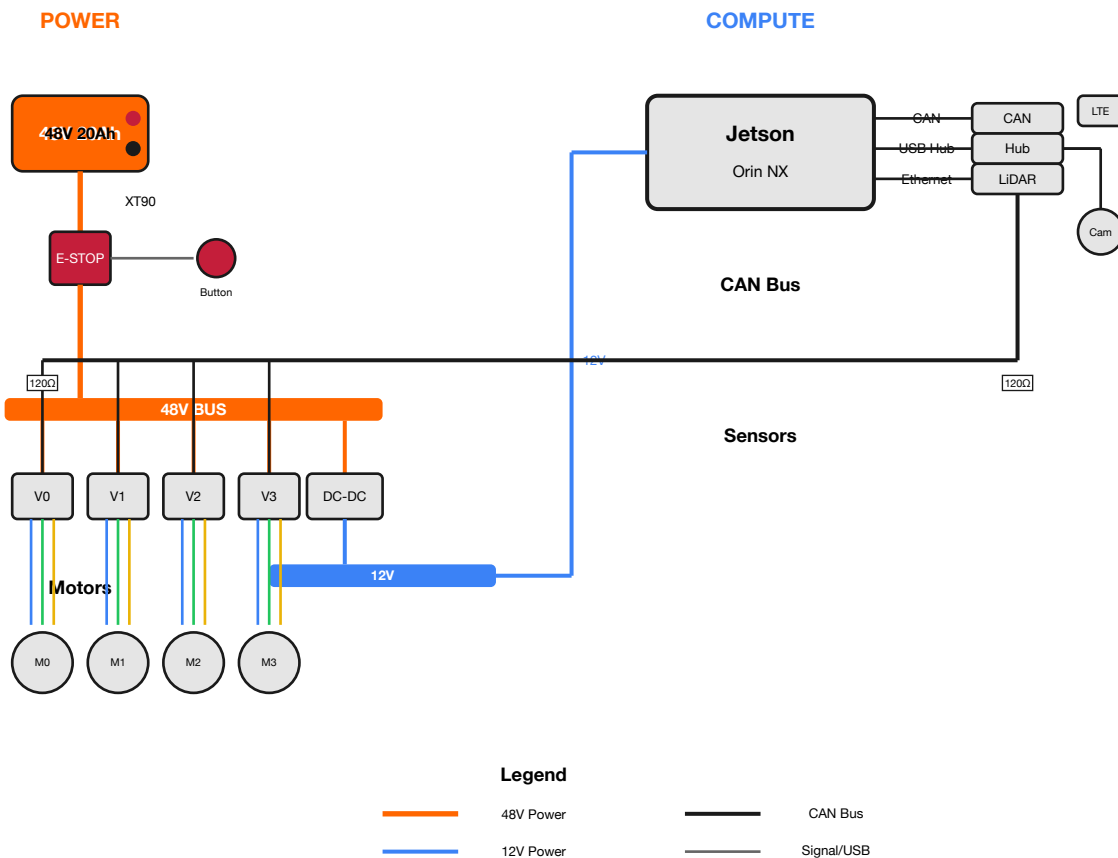 POWER
COMPUTE
48V 20Ah
XT90
E-STOP
Button
Jetson
Orin NX
CAN
USB Hub
Ethernet
CAN
Hub
LiDAR
LTE
Cam
CAN Bus
12V
120Ω
120Ω
48V BUS
Sensors
V0
V1
V2
V3
DC-DC
12V
Motors
M0
M1
M2
M3
Legend
48V Power
CAN Bus
12V Power
Signal/USB